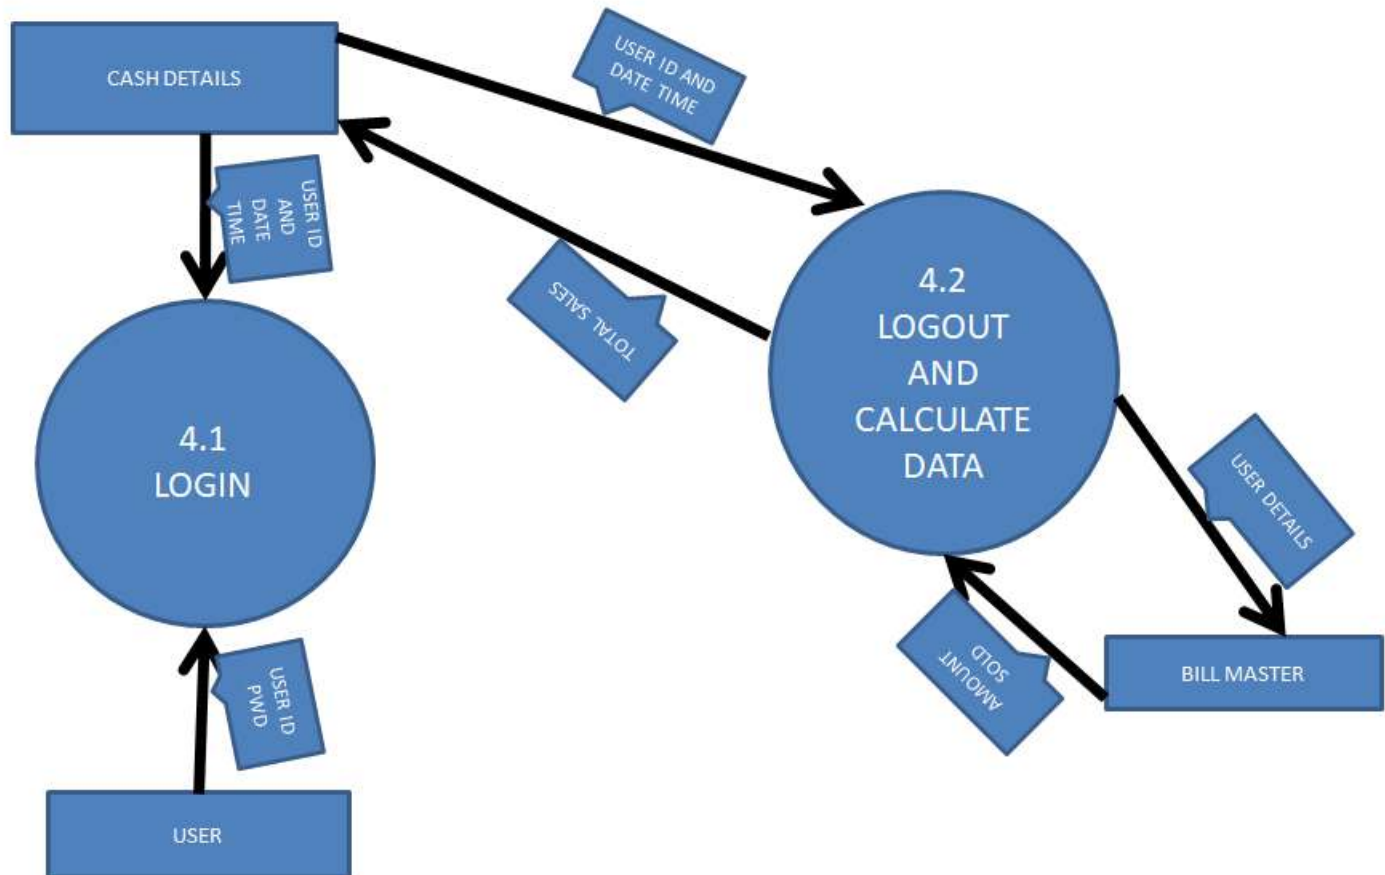 CASH DETAILS
USER ID AND
DATE TIME
USER ID
AND
DATE
TIME
TOTAL SALES
4.2
LOGOUT
AND
CALCULATE
DATA
4.1
LOGIN
USER DETAILS
AMOUNT
SOLD
BILL MASTER
USER ID
PWD
USER